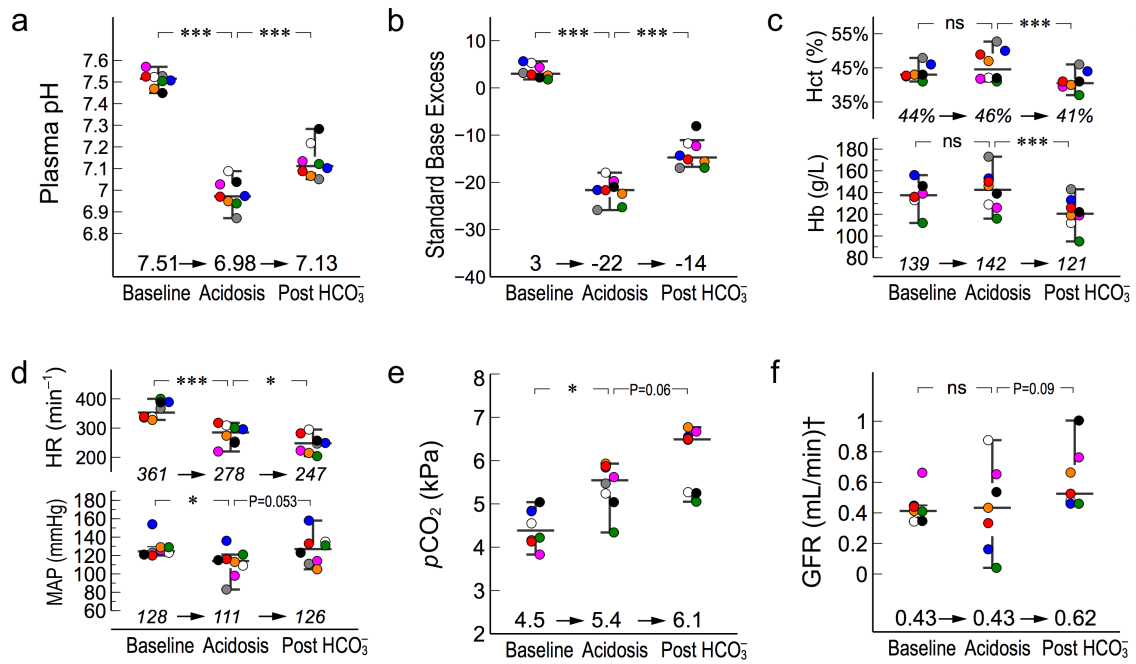 a
*** ***
Plasma pH
7.6
7.5
7.4
7.3
7.2
7.1
7
6.9
6.8
7.51 → 6.98 → 7.13
Baseline Acidosis Post HCO₃⁻
b
*** ***
Standard Base Excess
10
0
−10
−20
−30
−40
3 → -22 → -14
Baseline Acidosis Post HCO₃⁻
c
ns ***
Hct (%)
55%
45%
35%
44% → 46% → 41%
ns ***
Hb (g/L)
180
160
140
120
100
80
139 → 142 → 121
Baseline Acidosis Post HCO₃⁻
d
*** *
HR (min⁻¹)
400
300
200
361 → 278 → 247
* P=0.053
MAP (mmHg)
180
160
140
120
100
80
60
128 → 111 → 126
Baseline Acidosis Post HCO₃⁻
e
* P=0.06
pCO₂ (kPa)
8
7
6
5
4
3
2
4.5 → 5.4 → 6.1
Baseline Acidosis Post HCO₃⁻
f
ns P=0.09
GFR (mL/min)†
1
0.8
0.6
0.4
0.2
0
0.43 → 0.43 → 0.62
Baseline Acidosis Post HCO₃⁻